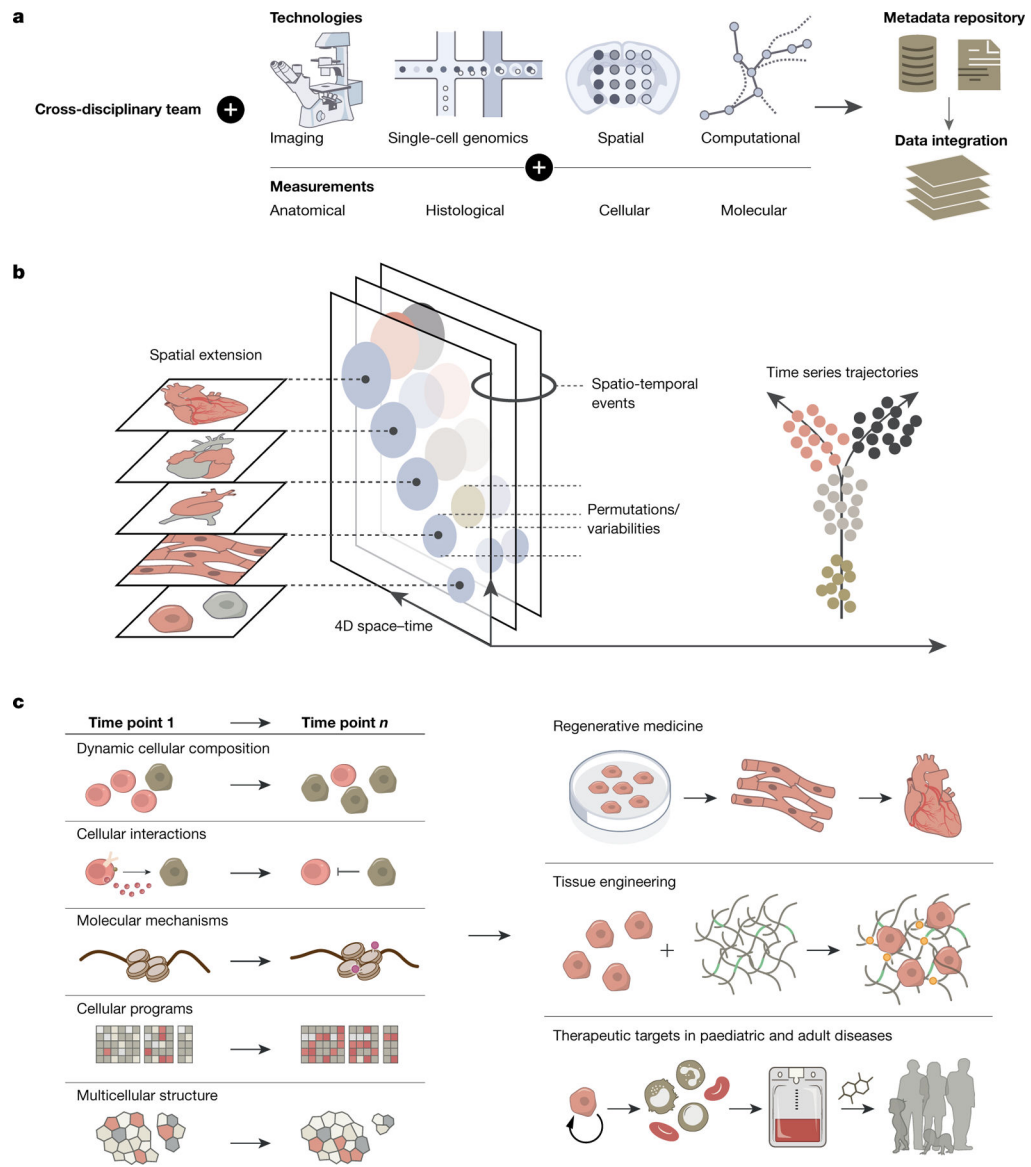 a
Technologies
Metadata repository
Cross-disciplinary team
+
Imaging
Single-cell genomics
Spatial
Computational
Data integration
+
Measurements
Anatomical
Histological
Cellular
Molecular
b
Spatial extension
Spatio-temporal
events
Time series trajectories
Permutations/
variabilities
4D space–time
c
Time point 1
Time point n
Dynamic cellular composition
Cellular interactions
Molecular mechanisms
Cellular programs
Multicellular structure
Regenerative medicine
Tissue engineering
+
Therapeutic targets in paediatric and adult diseases